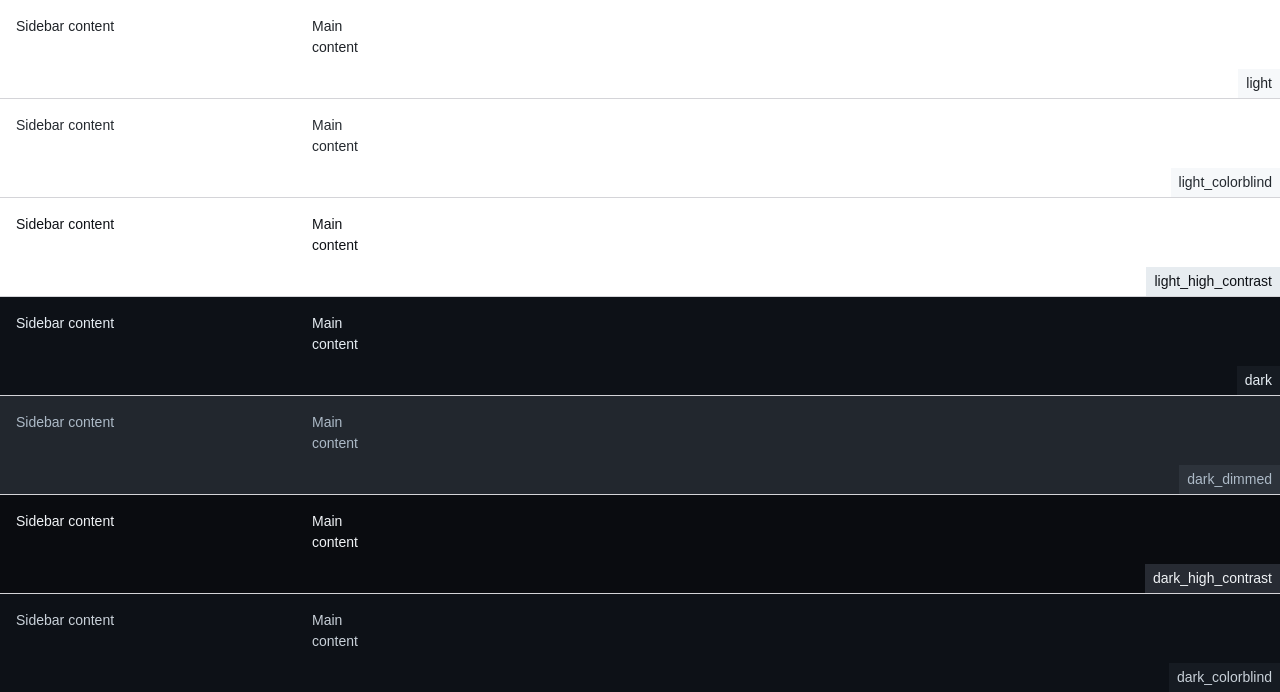 Sidebar content
Main
content
light
Sidebar content
Main
content
light_colorblind
Sidebar content
Main
content
light_high_contrast
Sidebar content
Main
content
dark
Sidebar content
Main
content
dark_dimmed
Sidebar content
Main
content
dark_high_contrast
Sidebar content
Main
content
dark_colorblind